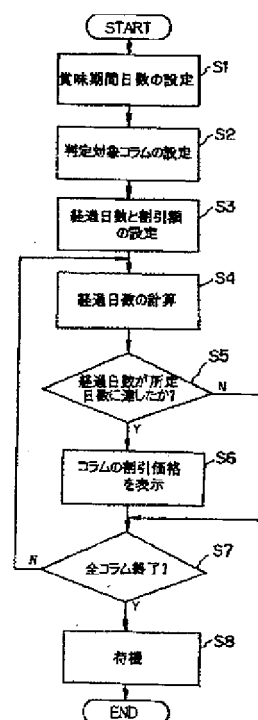 START
賞味期間日数の設定
S1
判定対象コラムの設定
S2
経過日数と割引額
の設定
S3
経過日数の計算
S4
経過日数が所定
日数に達したか?
S5
N
Y
コラムの割引価格
を表示
S6
全コラム終了?
S7
N
Y
待機
S8
END